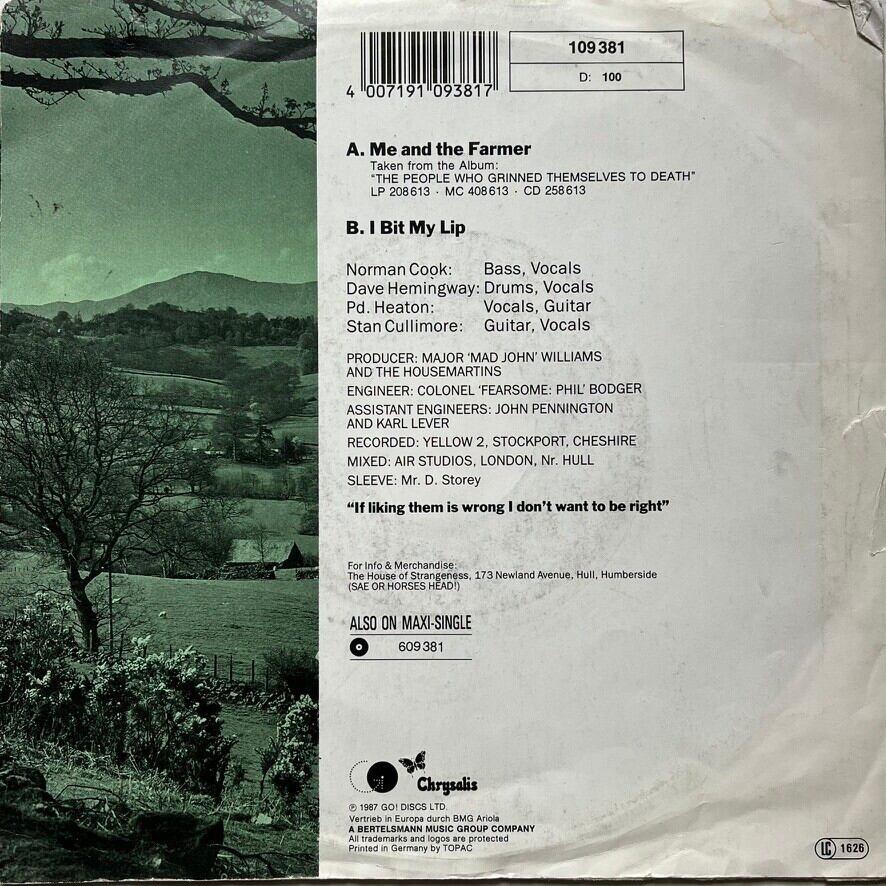 109 381
D: 100
4 007191 093817
A. Me and the Farmer
Taken from the Album:
"THE PEOPLE WHO GRINNED THEMSELVES TO DEATH"
LP 208613 · MC 408613 · CD 258613
B. I Bit My Lip
Norman Cook: Bass, Vocals
Dave Hemingway: Drums, Vocals
Pd. Heaton: Vocals, Guitar
Stan Cullimore: Guitar, Vocals
PRODUCER: MAJOR 'MAD JOHN' WILLIAMS
AND THE HOUSEMARTINS
ENGINEER: COLONEL 'FEARSOME: PHIL' BODGER
ASSISTANT ENGINEERS: JOHN PENNINGTON
AND KARL LEVER
RECORDED: YELLOW 2, STOCKPORT, CHESHIRE
MIXED: AIR STUDIOS, LONDON, Nr. HULL
SLEEVE: Mr. D. Storey
"If liking them is wrong I don't want to be right"
For Info & Merchandise:
The House of Strangeness, 173 Newland Avenue, Hull, Humberside
(SAE OR HORSES HEAD!)
ALSO ON MAXI-SINGLE
609 381
Chrysalis
℗ 1987 GO! DISCS LTD.
Vertrieb in Europa durch BMG Ariola
A BERTELSMANN MUSIC GROUP COMPANY
All trademarks and logos are protected
Printed in Germany by TOPAC
LC 1626